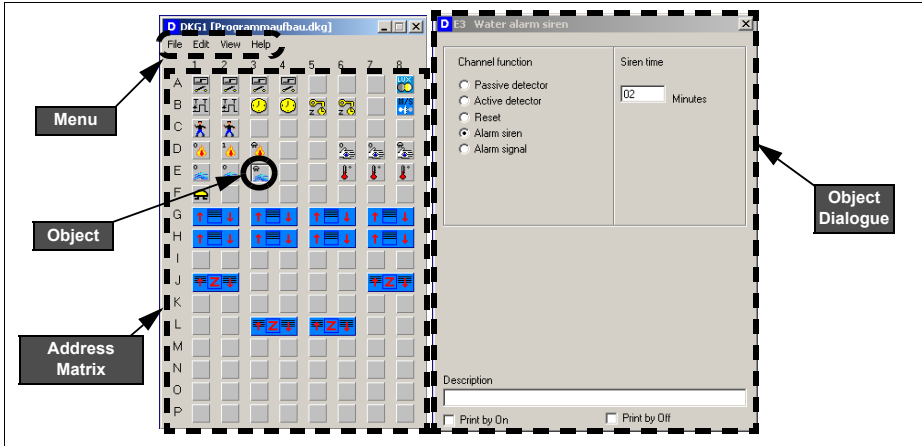 DKG1 [Programmaufbau.dkg]
File Edit View Help
1 2 3 4 5 6 7 8
A
B
C
D
E
F
G
H
I
J
K
L
M
N
O
P
LUX
M/S
Z Z
Z Z
Z Z
Menu
Object
Address
Matrix
D E3 Water alarm siren
Channel function
Passive detector
Active detector
Reset
Alarm siren
Alarm signal
Siren time
02 Minutes
Description
Print by On
Print by Off
Object
Dialogue